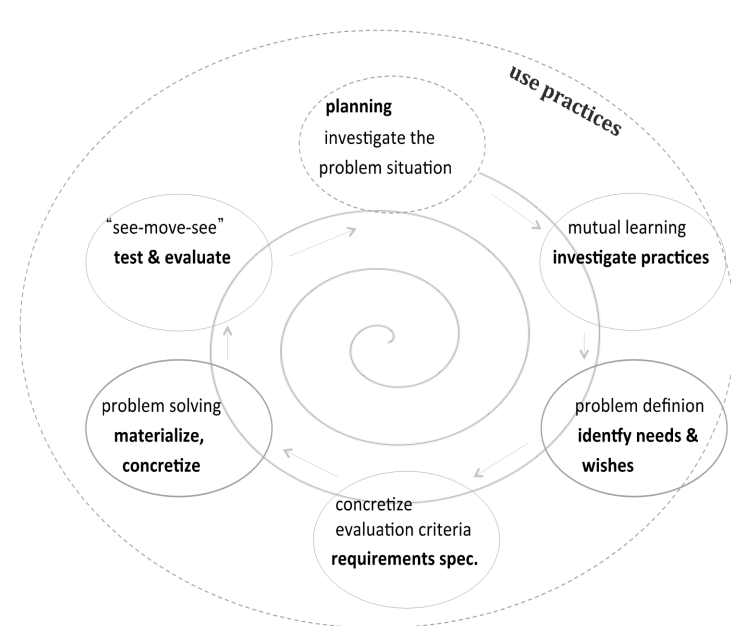 use practices
planning
investigate the
problem situation
mutual learning
investigate practices
problem definion
identfy needs &
wishes
concretize
evaluation criteria
requirements spec.
problem solving
materialize,
concretize
“see-move-see”
test & evaluate